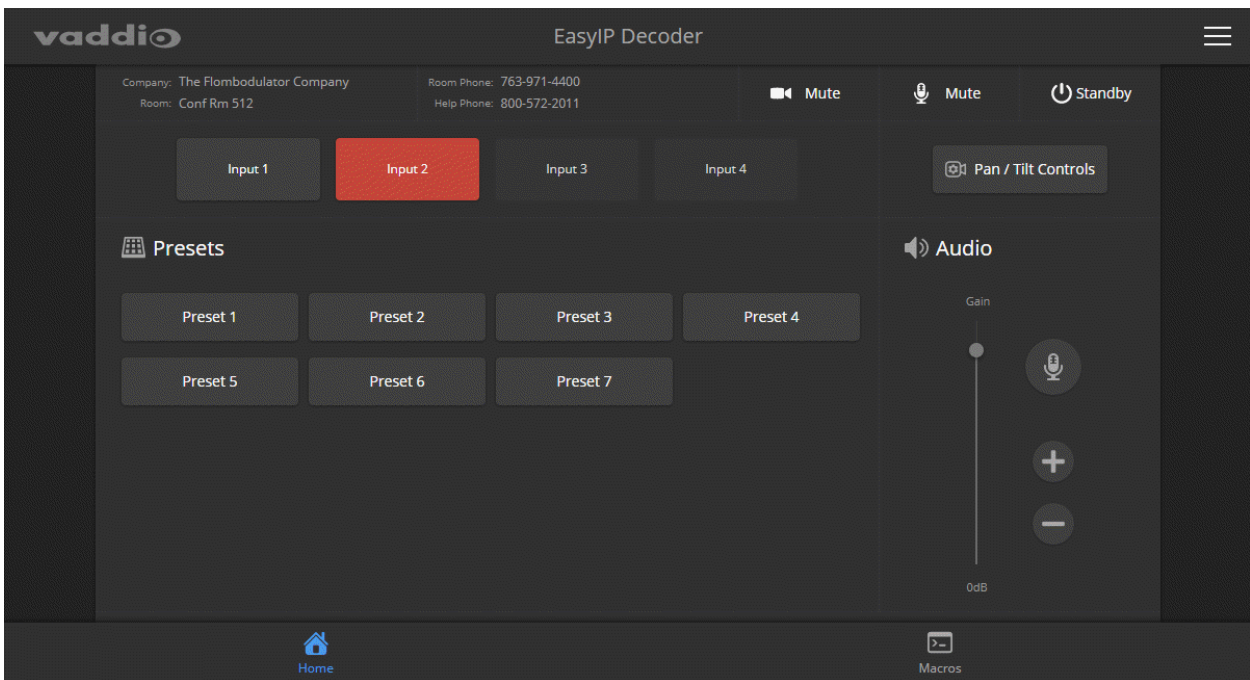 vaddio
EasyIP Decoder
Company: The Flombodulator Company
Room: Conf Rm 512
Room Phone: 763-971-4400
Help Phone: 800-572-2011
Mute
Mute
Standby
Input 1
Input 2
Input 3
Input 4
Pan / Tilt Controls
Presets
Audio
Preset 1
Preset 2
Preset 3
Preset 4
Preset 5
Preset 6
Preset 7
Gain
0dB
Home
Macros